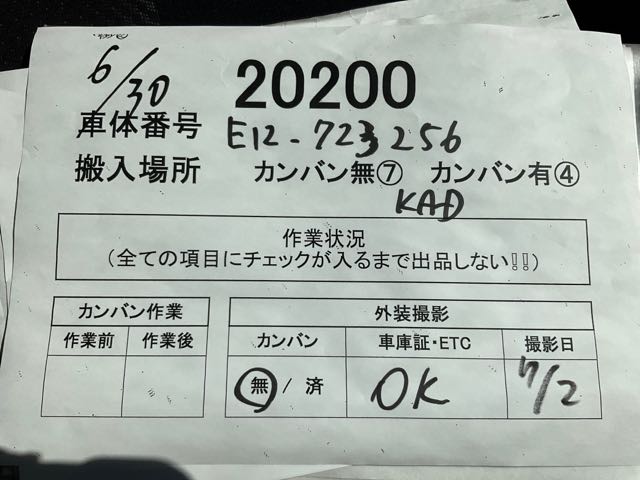 6/30
20200
車体番号 E12-723256
搬入場所 カンバン無⑦ カンバン有④
KAD
作業状況
(全ての項目にチェックが入るまで出品しない!!)
カンバン作業 外装撮影
作業前 作業後 カンバン 車庫証・ETC 撮影日
無 / 済 OK 7/2